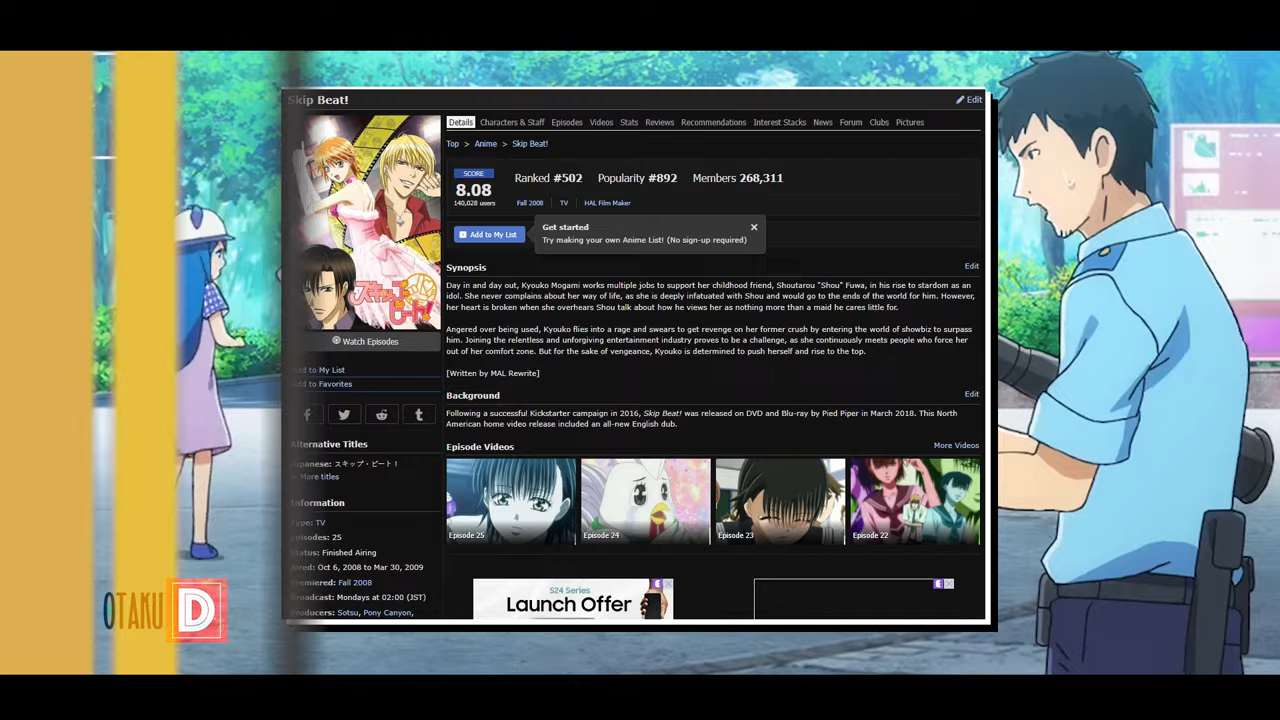 Skip Beat!
Edit
Details Characters & Staff Episodes Videos Stats Reviews Recommendations Interest Stacks News Forum Clubs Pictures
Top > Anime > Skip Beat!
SCORE
8.08
140,028 users
Ranked #502 Popularity #892 Members 268,311
Fall 2008 TV HAL Film Maker
Add to My List
Get started
Try making your own Anime List! (No sign-up required)
Synopsis
Edit
Day in and day out, Kyouko Mogami works multiple jobs to support her childhood friend, Shoutarou "Shou" Fuwa, in his rise to stardom as an
idol. She never complains about her way of life, as she is deeply infatuated with Shou and would go to the ends of the world for him. However,
her heart is broken when she overhears Shou talk about how he views her as nothing more than a maid he cares little for.
Angered over being used, Kyouko flies into a rage and swears to get revenge on her former crush by entering the world of showbiz to surpass
him. Joining the relentless and unforgiving entertainment industry proves to be a challenge, as she continuously meets people who force her
out of her comfort zone. But for the sake of vengeance, Kyouko is determined to push herself and rise to the top.
[Written by MAL Rewrite]
Background
Edit
Following a successful Kickstarter campaign in 2016, Skip Beat! was released on DVD and Blu-ray by Pied Piper in March 2018. This North
American home video release included an all-new English dub.
Episode Videos
More Videos
Episode 25
Episode 24
Episode 23
Episode 22
S24 Series
Launch Offer
スキップ・ビート!
Watch Episodes
Add to My List
Add to Favorites
Alternative Titles
Japanese: スキップ・ビート！
More titles
Information
Type: TV
Episodes: 25
Status: Finished Airing
Aired: Oct 6, 2008 to Mar 30, 2009
Premiered: Fall 2008
Broadcast: Mondays at 02:00 (JST)
Producers: Sotsu, Pony Canyon,
OTAKU D